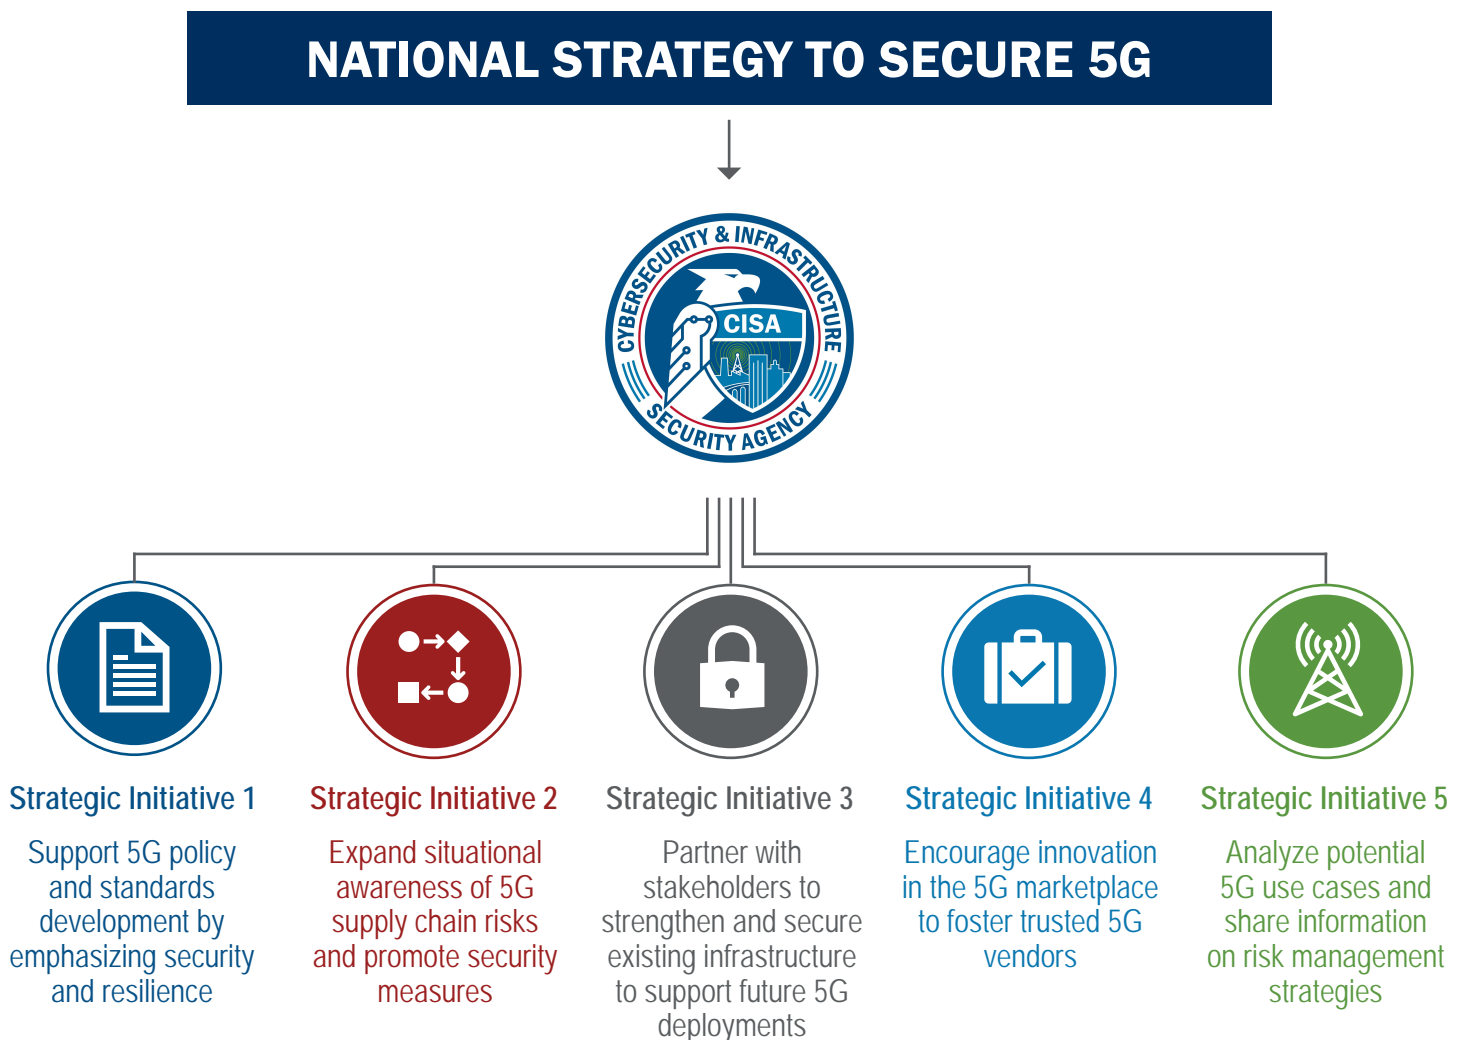 NATIONAL STRATEGY TO SECURE 5G
CYBERSECURITY & INFRASTRUCTURE
CISA
SECURITY AGENCY
Strategic Initiative 1
Support 5G policy
and standards
development by
emphasizing security
and resilience
Strategic Initiative 2
Expand situational
awareness of 5G
supply chain risks
and promote security
measures
Strategic Initiative 3
Partner with
stakeholders to
strengthen and secure
existing infrastructure
to support future 5G
deployments
Strategic Initiative 4
Encourage innovation
in the 5G marketplace
to foster trusted 5G
vendors
Strategic Initiative 5
Analyze potential
5G use cases and
share information
on risk management
strategies